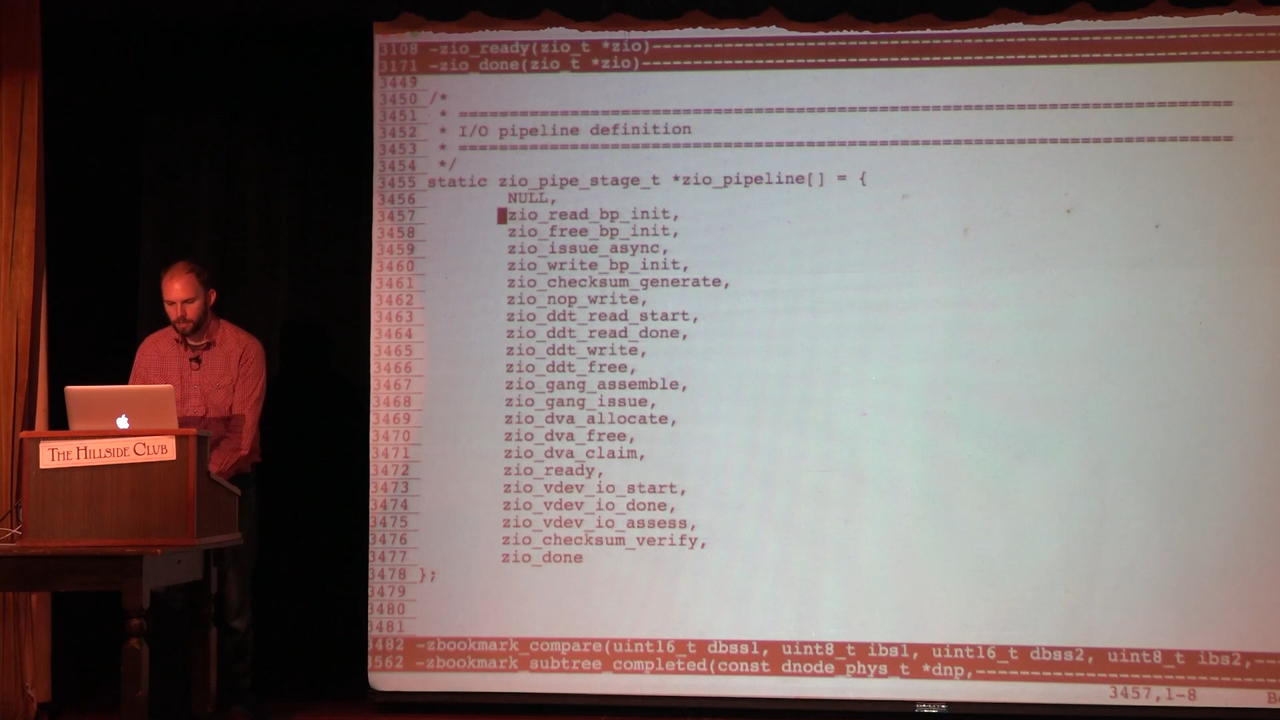 3108 -zio_ready(zio_t *zio)--------------------------------------------------------------
3171 -zio_done(zio_t *zio)---------------------------------------------------------------
3449
3450 /*
3451  * ==========================================================================
3452  * I/O pipeline definition
3453  * ==========================================================================
3454  */
3455 static zio_pipe_stage_t *zio_pipeline[] = {
3456 NULL,
3457 zio_read_bp_init,
3458 zio_free_bp_init,
3459 zio_issue_async,
3460 zio_write_bp_init,
3461 zio_checksum_generate,
3462 zio_nop_write,
3463 zio_ddt_read_start,
3464 zio_ddt_read_done,
3465 zio_ddt_write,
3466 zio_ddt_free,
3467 zio_gang_assemble,
3468 zio_gang_issue,
3469 zio_dva_allocate,
3470 zio_dva_free,
3471 zio_dva_claim,
3472 zio_ready,
3473 zio_vdev_io_start,
3474 zio_vdev_io_done,
3475 zio_vdev_io_assess,
3476 zio_checksum_verify,
3477 zio_done
3478 };
3479
3480
3481
3482 -zbookmark_compare(uint16_t dbss1, uint8_t ibs1, uint16_t dbss2, uint8_t ibs2,--
3562 -zbookmark_subtree_completed(const dnode_phys_t *dnp,-------------------------------
3457,1-8
THE HILLSIDE CLUB